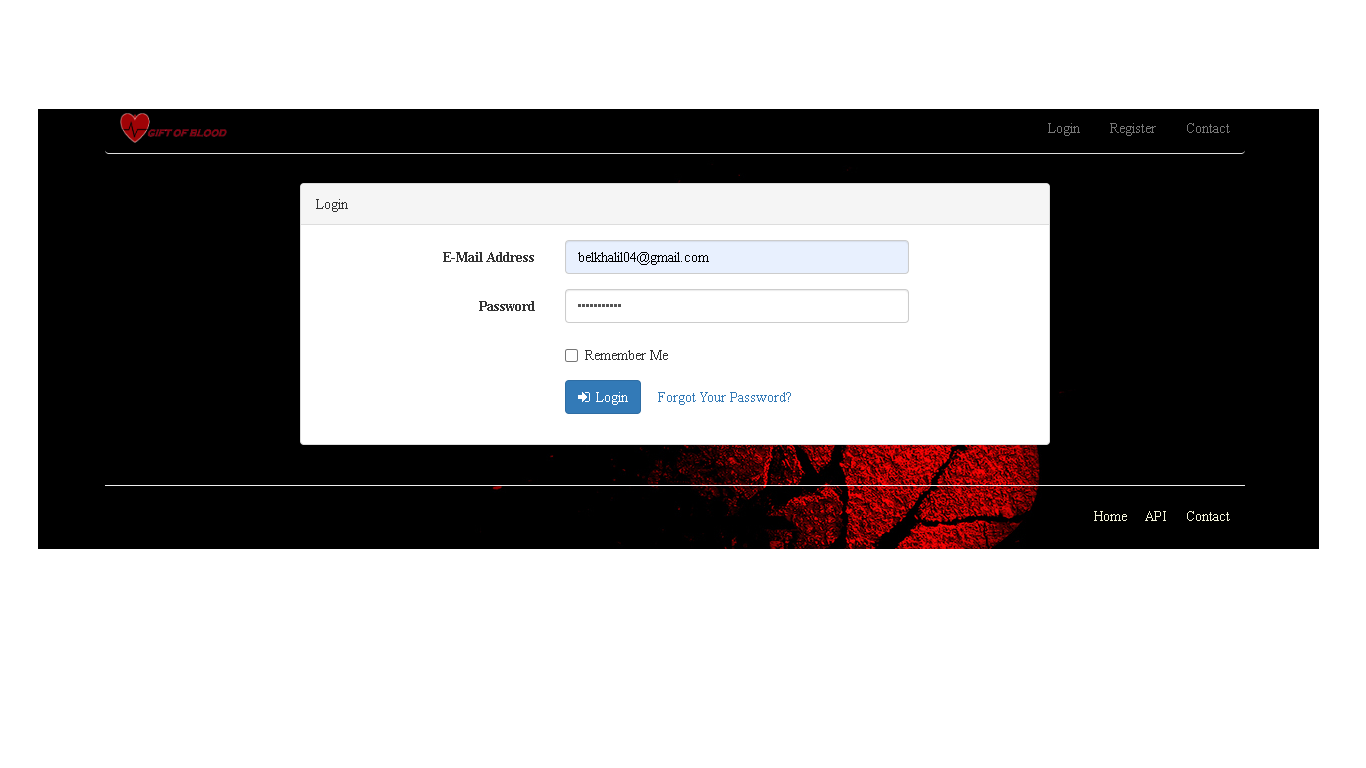 GIFT OF BLOOD
Login Register Contact
Login
E-Mail Address belkhalil04@gmail.com
Password •••••••••••
Remember Me
Login Forgot Your Password?
Home API Contact